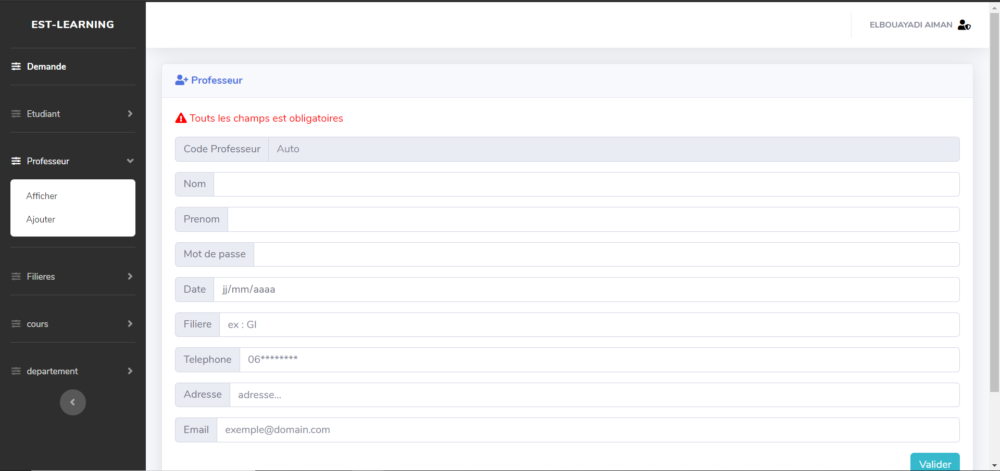 EST-LEARNING
ELBOUAYADI AIMAN
Demande
Etudiant
Professeur
Afficher
Ajouter
Filieres
cours
departement
Professeur
Touts les champs est obligatoires
Code Professeur Auto
Nom
Prenom
Mot de passe
Date jj/mm/aaaa
Filiere ex : GI
Telephone 06********
Adresse adresse...
Email exemple@domain.com
Valider